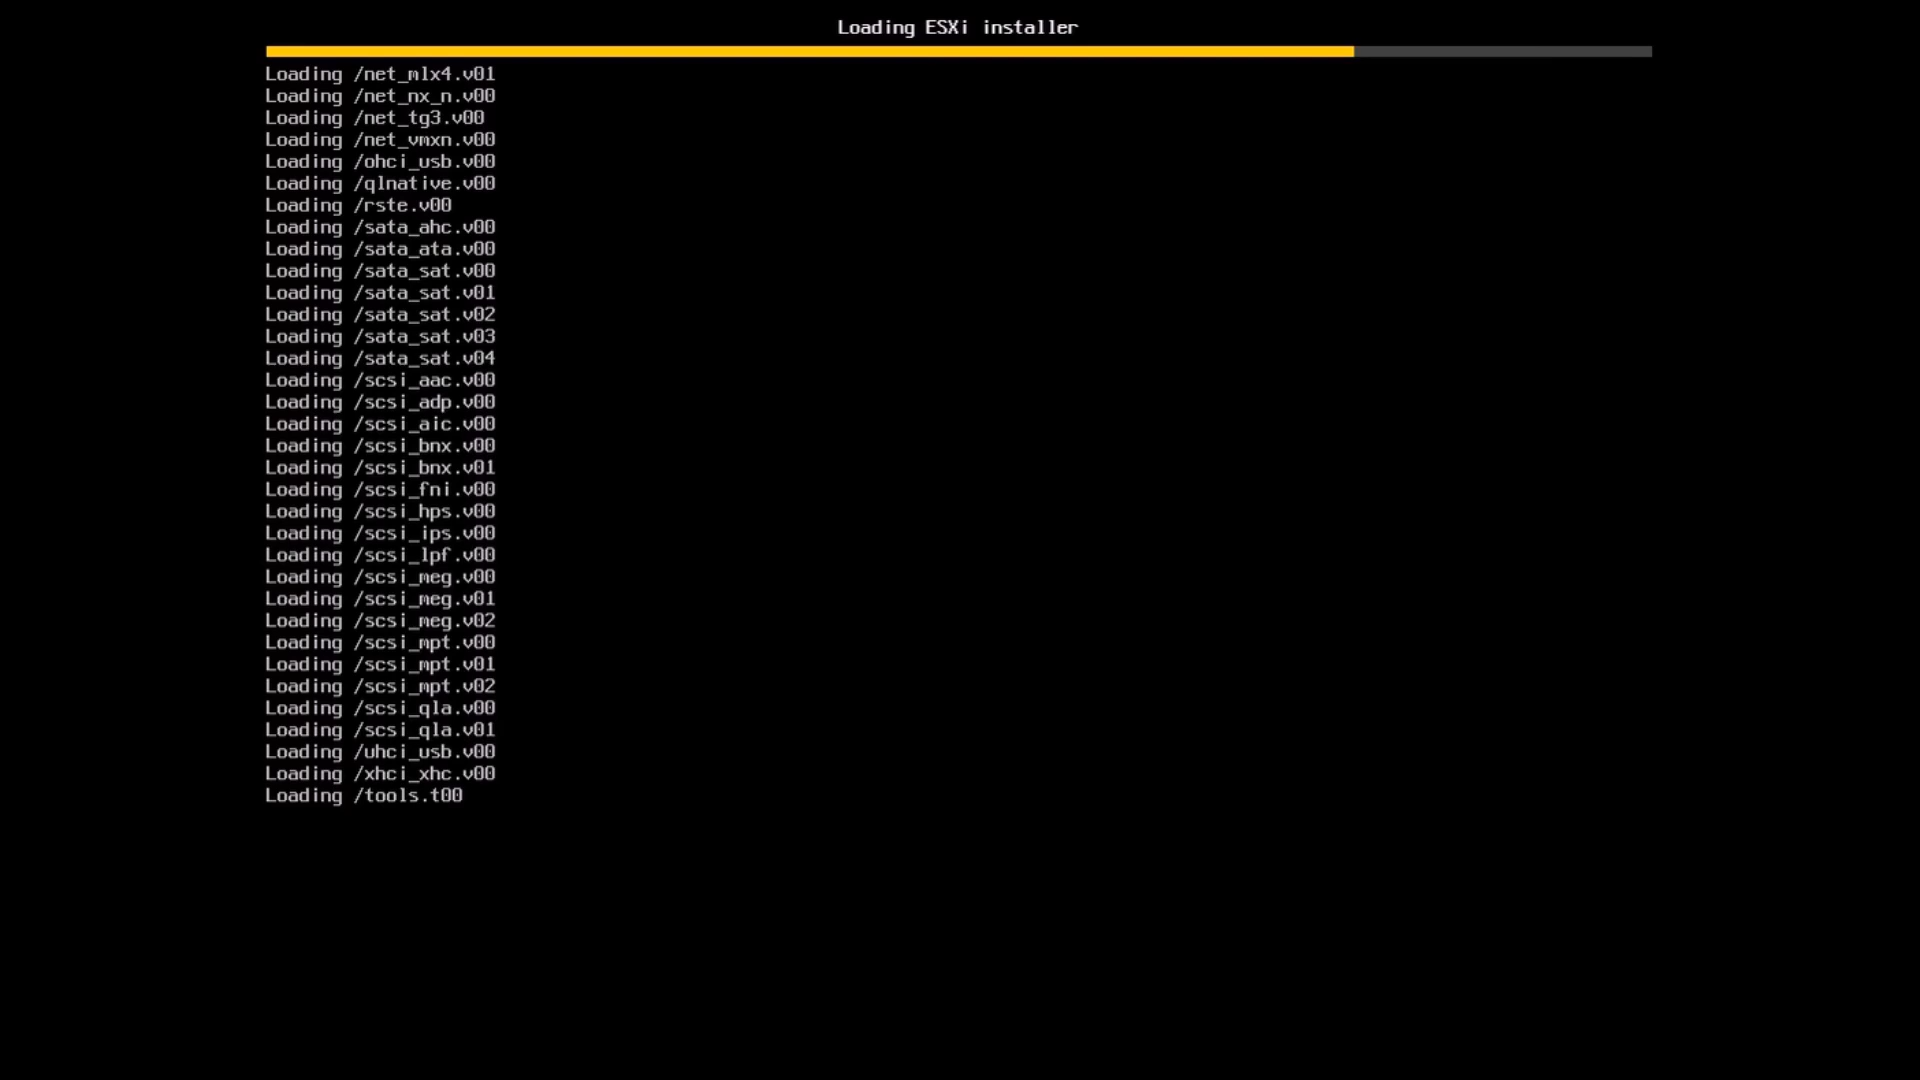 Loading ESXi installer
Loading /net_mlx4.v01
Loading /net_nx_n.v00
Loading /net_tg3.v00
Loading /net_vmxn.v00
Loading /ohci_usb.v00
Loading /qlnative.v00
Loading /rste.v00
Loading /sata_ahc.v00
Loading /sata_ata.v00
Loading /sata_sat.v00
Loading /sata_sat.v01
Loading /sata_sat.v02
Loading /sata_sat.v03
Loading /sata_sat.v04
Loading /scsi_aac.v00
Loading /scsi_adp.v00
Loading /scsi_aic.v00
Loading /scsi_bnx.v00
Loading /scsi_bnx.v01
Loading /scsi_fni.v00
Loading /scsi_hps.v00
Loading /scsi_ips.v00
Loading /scsi_lpf.v00
Loading /scsi_meg.v00
Loading /scsi_meg.v01
Loading /scsi_meg.v02
Loading /scsi_mpt.v00
Loading /scsi_mpt.v01
Loading /scsi_mpt.v02
Loading /scsi_qla.v00
Loading /scsi_qla.v01
Loading /uhci_usb.v00
Loading /xhci_xhc.v00
Loading /tools.t00